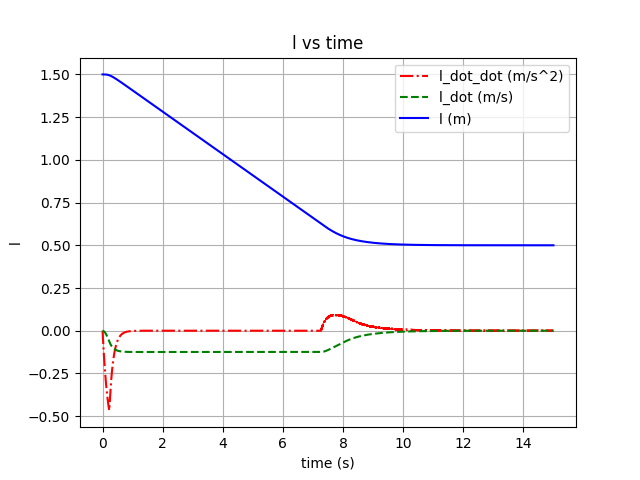 l vs time
l_dot_dot (m/s^2)
l_dot (m/s)
l (m)
1.50
1.25
1.00
0.75
0.50
0.25
0.00
−0.25
−0.50
l
0 2 4 6 8 10 12 14
time (s)